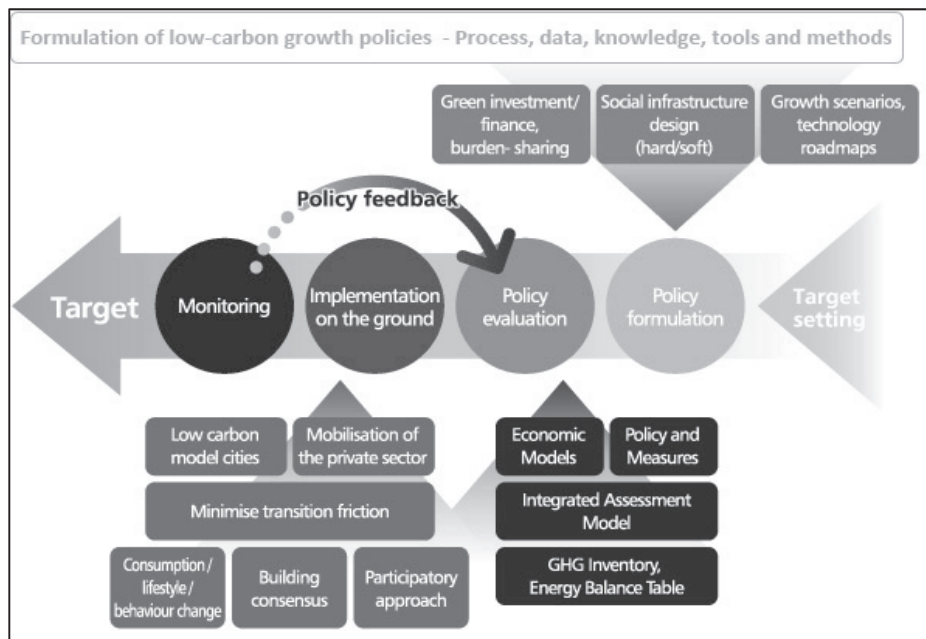 Formulation of low-carbon growth policies - Process, data, knowledge, tools and methods
Green investment/
finance,
burden- sharing
Social infrastructure
design
(hard/soft)
Growth scenarios,
technology
roadmaps
Policy feedback
Target
Monitoring
Implementation
on the ground
Policy
evaluation
Policy
formulation
Target
setting
Low carbon
model cities
Mobilisation of
the private sector
Minimise transition friction
Consumption /
lifestyle /
behaviour change
Building
consensus
Participatory
approach
Economic
Models
Policy and
Measures
Integrated Assessment
Model
GHG Inventory,
Energy Balance Table